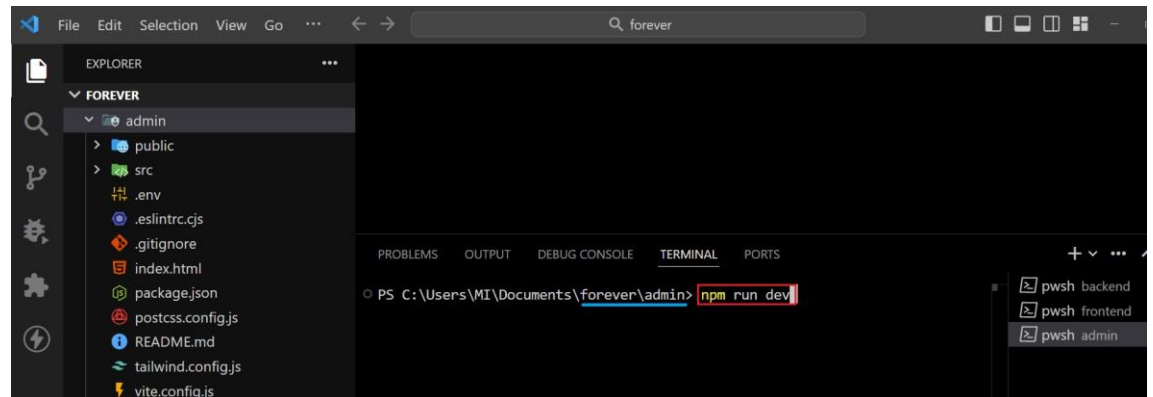 File Edit Selection View Go ··· forever
EXPLORER ···
FOREVER
admin
public
src
.env
.eslintrc.cjs
.gitignore
index.html
package.json
postcss.config.js
README.md
tailwind.config.js
vite.config.js
PROBLEMS OUTPUT DEBUG CONSOLE TERMINAL PORTS
PS C:\Users\MI\Documents\forever\admin> npm run dev
pwsh backend
pwsh frontend
pwsh admin